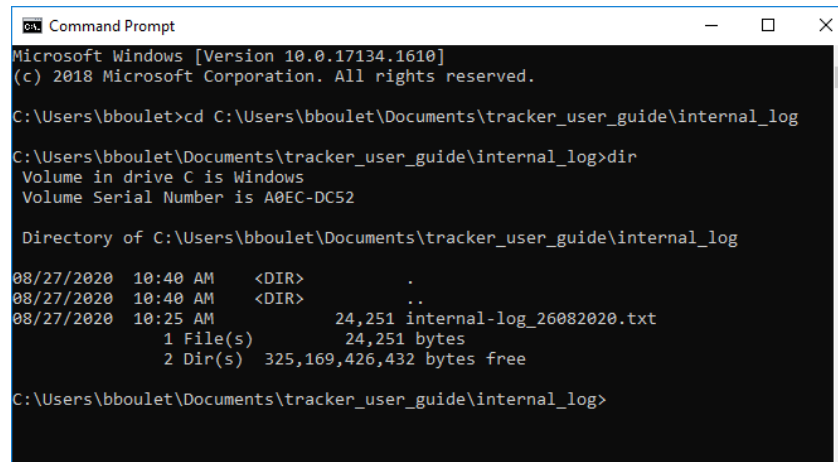 Command Prompt
Microsoft Windows [Version 10.0.17134.1610]
(c) 2018 Microsoft Corporation. All rights reserved.
C:\Users\bboulet>cd C:\Users\bboulet\Documents\tracker_user_guide\internal_log
C:\Users\bboulet\Documents\tracker_user_guide\internal_log>dir
Volume in drive C is Windows
Volume Serial Number is A0EC-DC52
Directory of C:\Users\bboulet\Documents\tracker_user_guide\internal_log
08/27/2020  10:40 AM    <DIR>          .
08/27/2020  10:40 AM    <DIR>          ..
08/27/2020  10:25 AM            24,251 internal-log_26082020.txt
1 File(s)         24,251 bytes
2 Dir(s)  325,169,426,432 bytes free
C:\Users\bboulet\Documents\tracker_user_guide\internal_log>